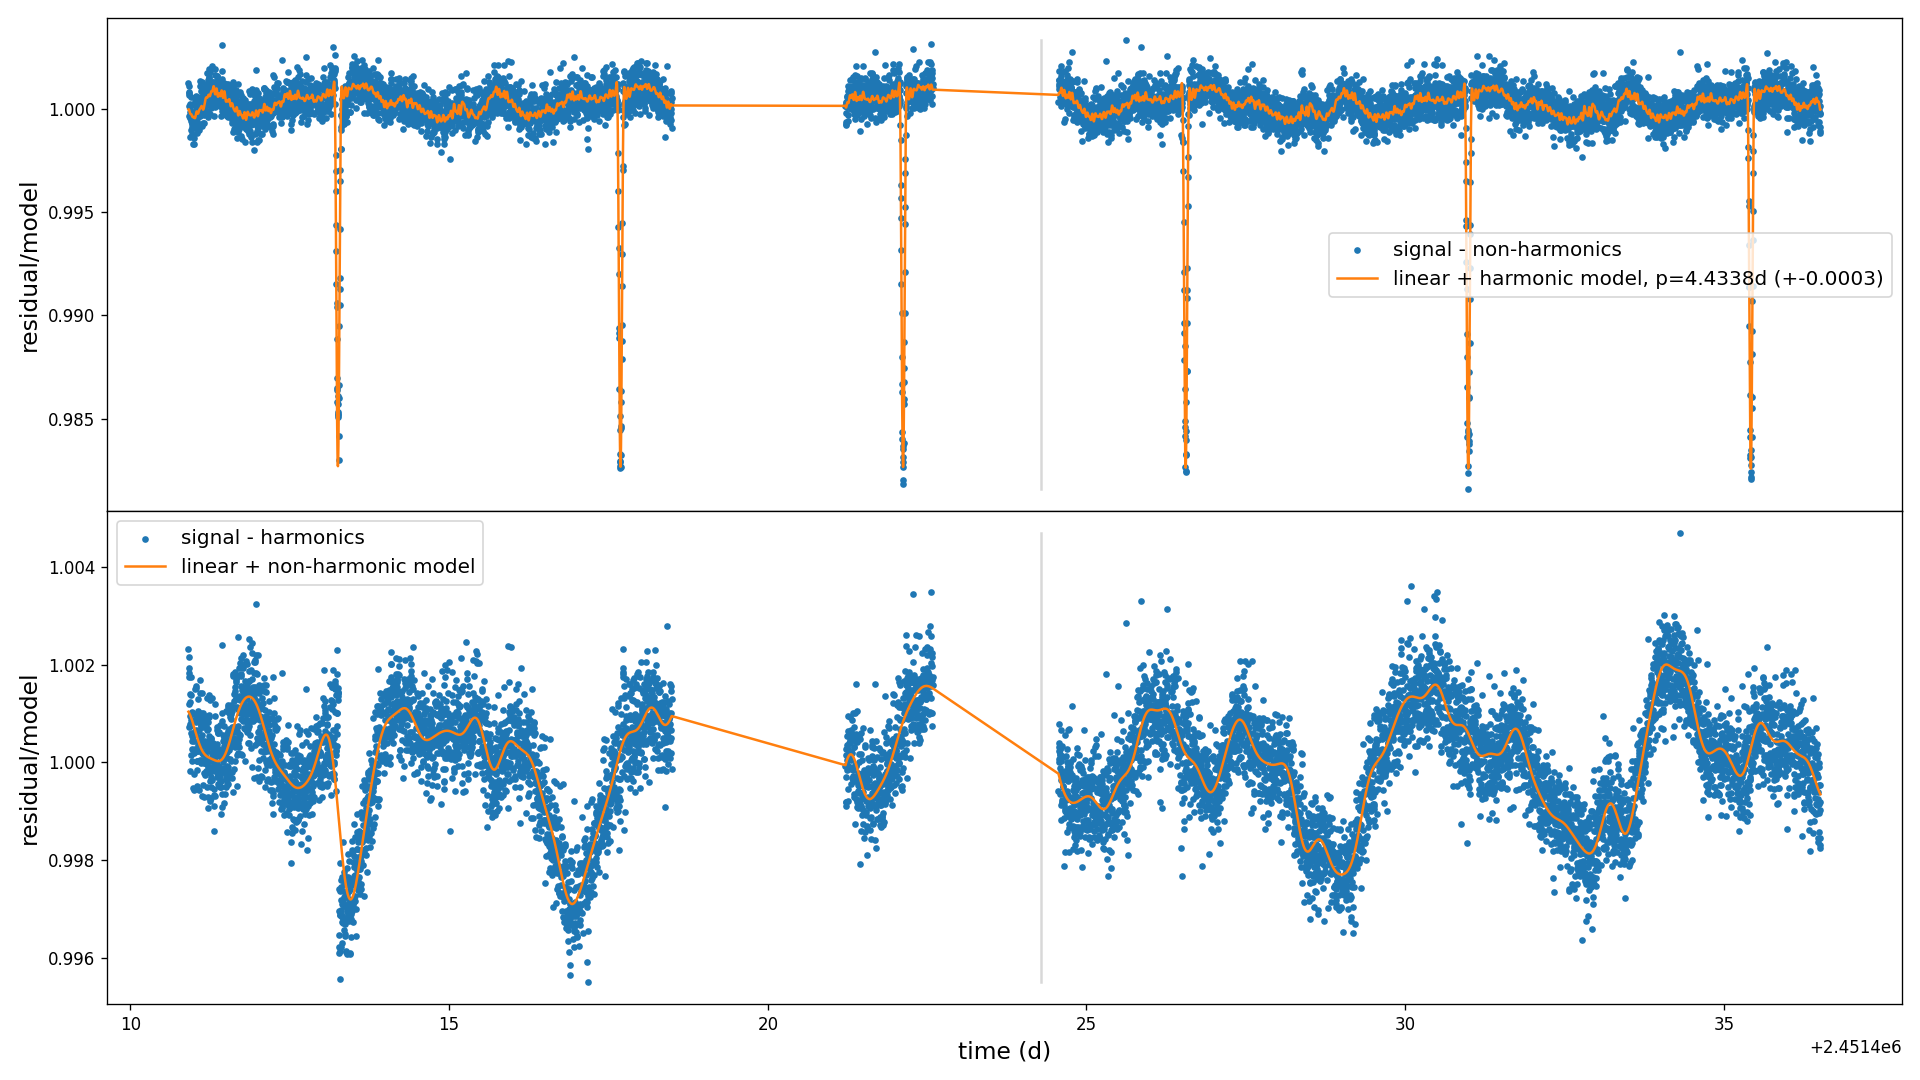 residual/model
1.000
0.995
0.990
0.985
signal - non-harmonics
linear + harmonic model, p=4.4338d (+-0.0003)
residual/model
1.004
1.002
1.000
0.998
0.996
signal - harmonics
linear + non-harmonic model
10 15 20 25 30 35
time (d)
+2.4514e6